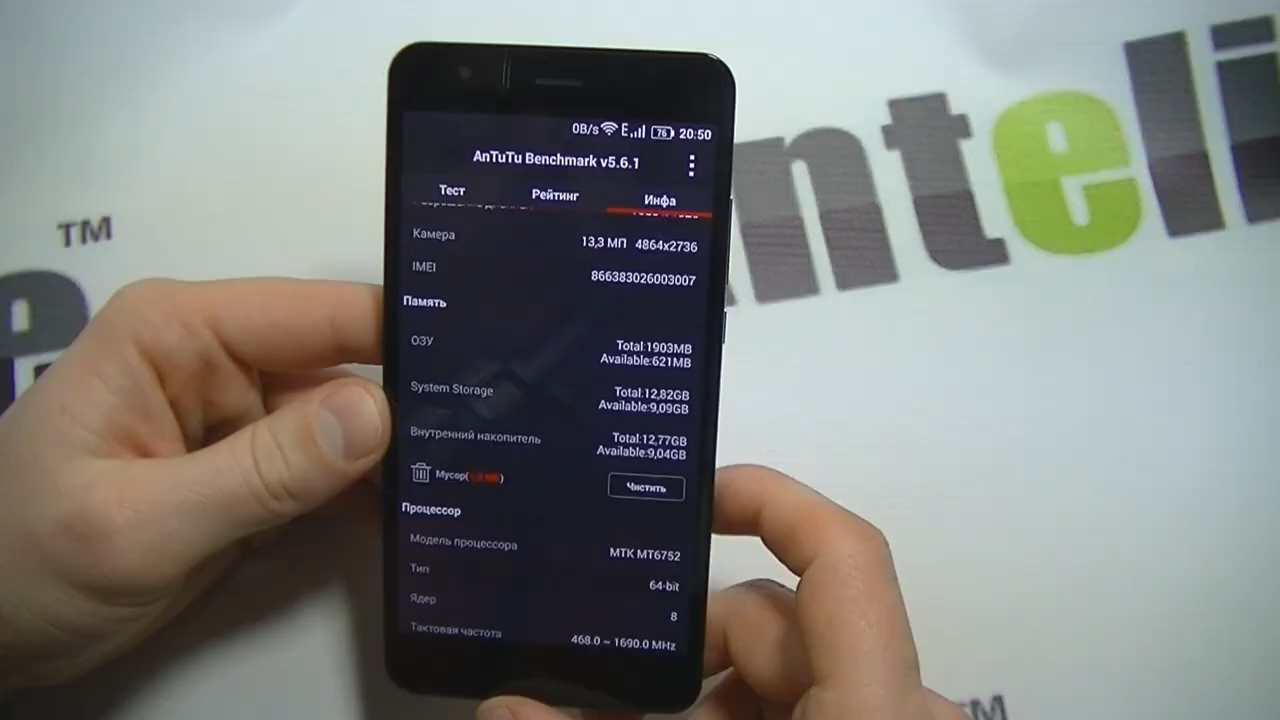 TM
nteli
0B/s E 76 20:50
AnTuTu Benchmark v5.6.1
Тест Рейтинг Инфа
Камера 13,3 МП 4864x2736
IMEI 866383026003007
Память
ОЗУ Total:1903MB
Available:621MB
System Storage Total:12,82GB
Available:9,09GB
Внутренний накопитель Total:12,77GB
Available:9,04GB
Мусор( ) Чистить
Процессор
Модель процессора MTK MT6752
Тип 64-bit
Ядер 8
Тактовая частота 468.0 ~ 1690.0 MHz
TM